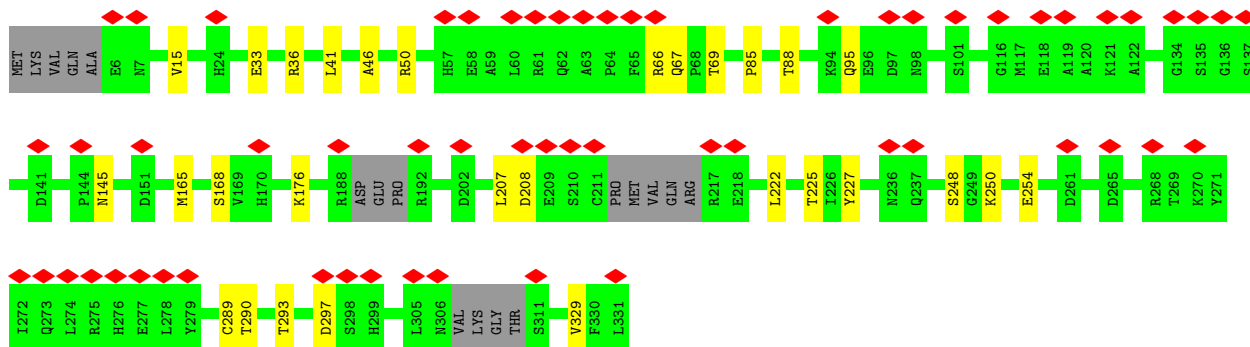 MET LYS VAL GLN ALA E6 N7 V15 H24 E33 R36 L41 A46 R50 H57 E58 A59 L60 R61 Q62 A63 P64 F65 R66 Q67 P68 T69 P85 T88 K94 Q95 E96 D97 N98 S101 G116 M117 E118 A119 A120 K121 A122 G134 S135 G136 S137
D141 P144 N145 D151 M165 S168 V169 H170 K176 R188 ASP GLU PRO R192 D202 L207 D208 E209 S210 C211 PRO MET VAL GLN ARG R217 E218 L222 T225 I226 Y227 N236 Q237 S248 G249 K250 E254 D261 D265 R268 T269 K270 Y271
I272 Q273 L274 R275 H276 E277 L278 Y279 C289 T290 T293 D297 S298 H299 L305 N306 VAL LYS GLY THR S311 V329 F330 L331